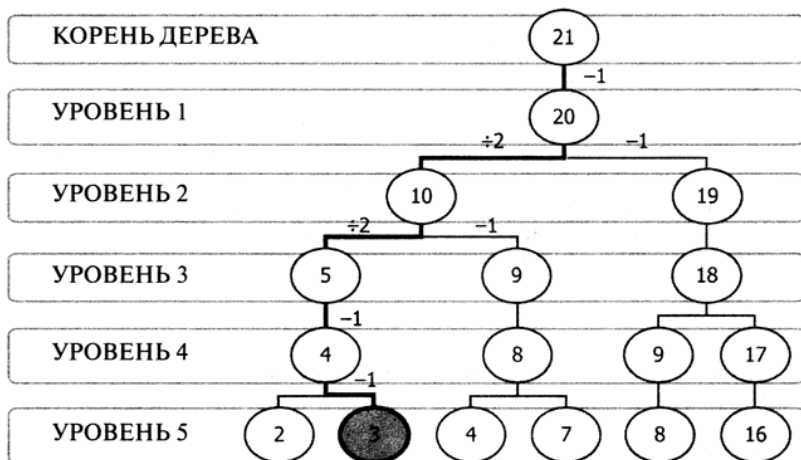 КОРЕНЬ ДЕРЕВА 21
–1
УРОВЕНЬ 1 20
÷2 –1
УРОВЕНЬ 2 10 19
÷2 –1
УРОВЕНЬ 3 5 9 18
–1
УРОВЕНЬ 4 4 8 9 17
–1
УРОВЕНЬ 5 2 3 4 7 8 16